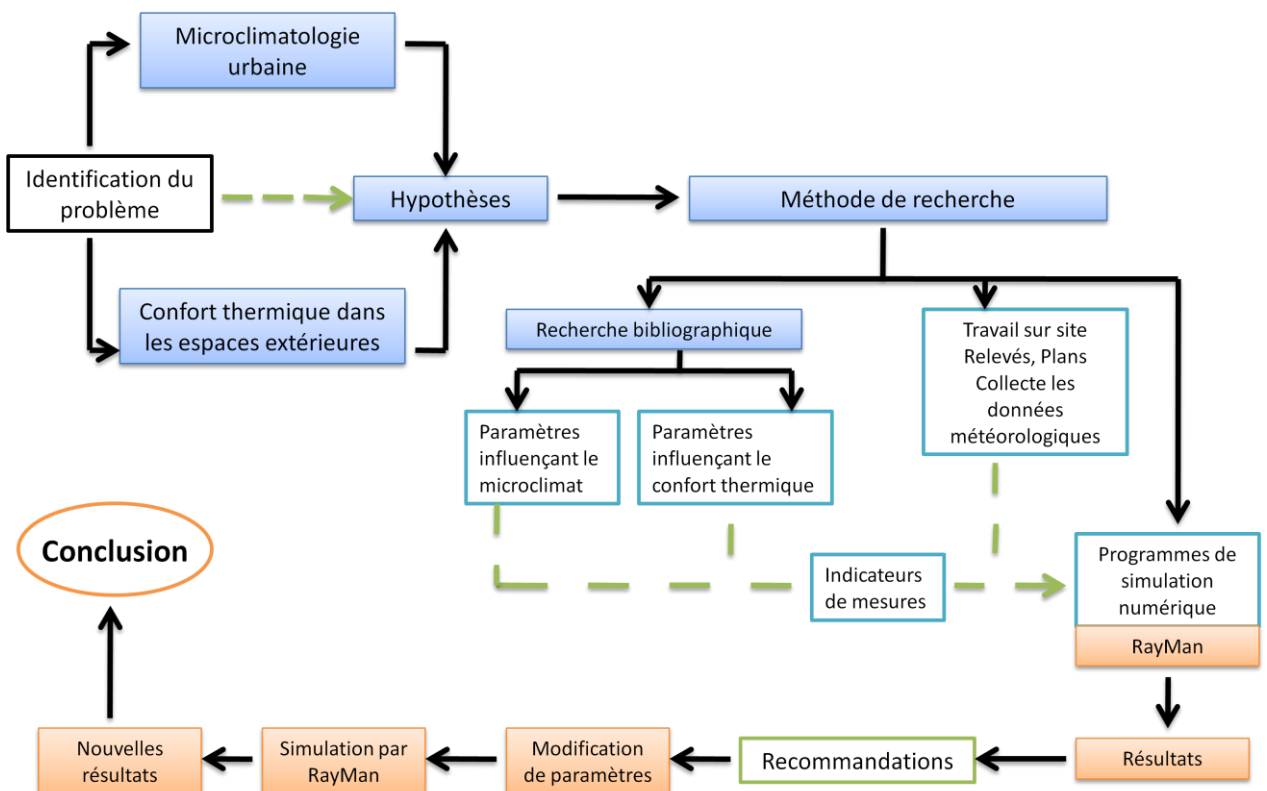 Microclimatologie
urbaine
Identification du
problème
Hypothèses
Méthode de recherche
Confort thermique dans
les espaces extérieures
Recherche bibliographique
Travail sur site
Relevés, Plans
Collecte les
données
météorologiques
Paramètres
influençant le
microclimat
Paramètres
influençant le
confort thermique
Conclusion
Indicateurs
de mesures
Programmes de
simulation
numérique
RayMan
Nouvelles
résultats
Simulation par
RayMan
Modification
de paramètres
Recommandations
Résultats